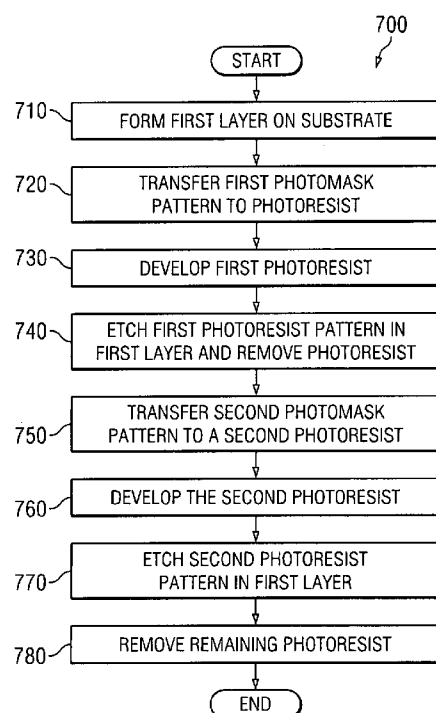 700
START
710
FORM FIRST LAYER ON SUBSTRATE
720
TRANSFER FIRST PHOTOMASK
PATTERN TO PHOTORESIST
730
DEVELOP FIRST PHOTORESIST
740
ETCH FIRST PHOTORESIST PATTERN IN
FIRST LAYER AND REMOVE PHOTORESIST
750
TRANSFER SECOND PHOTOMASK
PATTERN TO A SECOND PHOTORESIST
760
DEVELOP THE SECOND PHOTORESIST
770
ETCH SECOND PHOTORESIST
PATTERN IN FIRST LAYER
780
REMOVE REMAINING PHOTORESIST
END